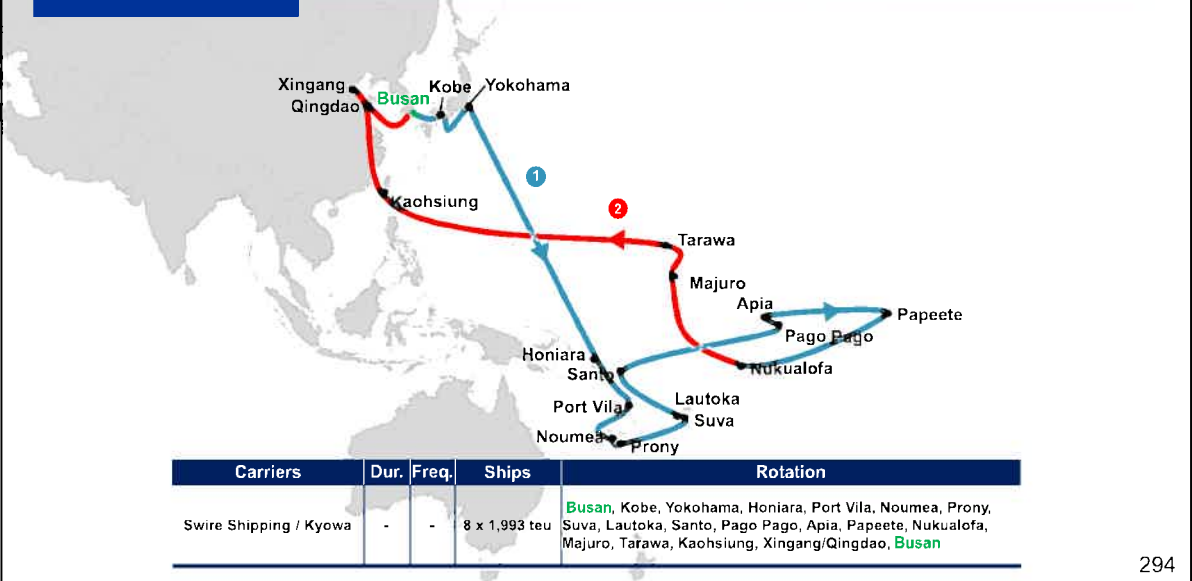 Xingang
Qingdao
Busan
Kobe
Yokohama
1
Kaohsiung
2
Tarawa
Majuro
Apia
Papeete
Pago Pago
Honiara
Santo
Nukualofa
Lautoka
Port Vila
Suva
Noumea
Prony
Carriers Dur. Freq. Ships Rotation
Swire Shipping / Kyowa - - 8 x 1,993 teu
Busan, Kobe, Yokohama, Honiara, Port Vila, Noumea, Prony,
Suva, Lautoka, Santo, Pago Pago, Apia, Papeete, Nukualofa,
Majuro, Tarawa, Kaohsiung, Xingang/Qingdao, Busan
294